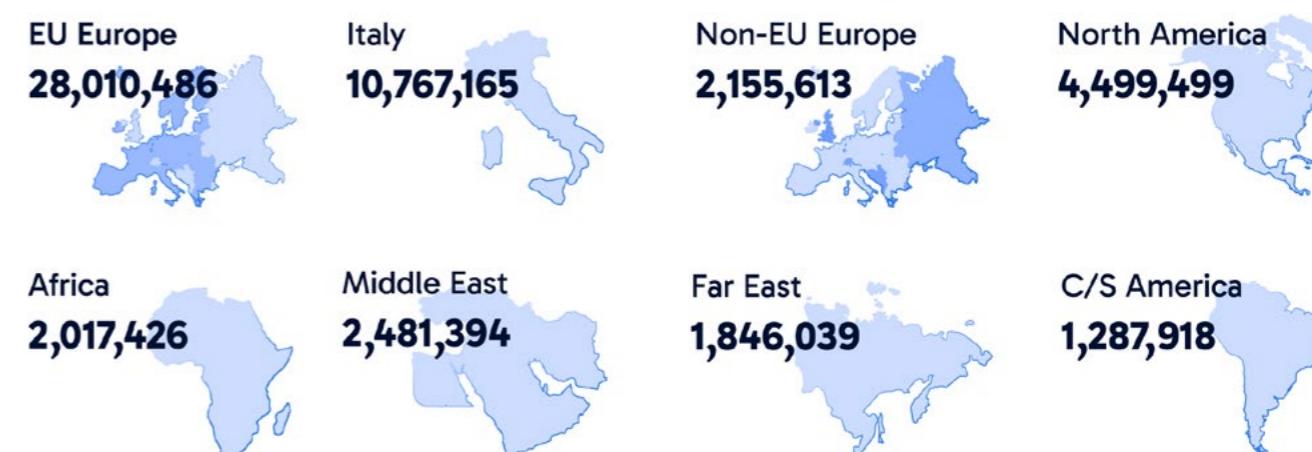 EU Europe
28,010,486
Italy
10,767,165
Non-EU Europe
2,155,613
North America
4,499,499
Africa
2,017,426
Middle East
2,481,394
Far East
1,846,039
C/S America
1,287,918